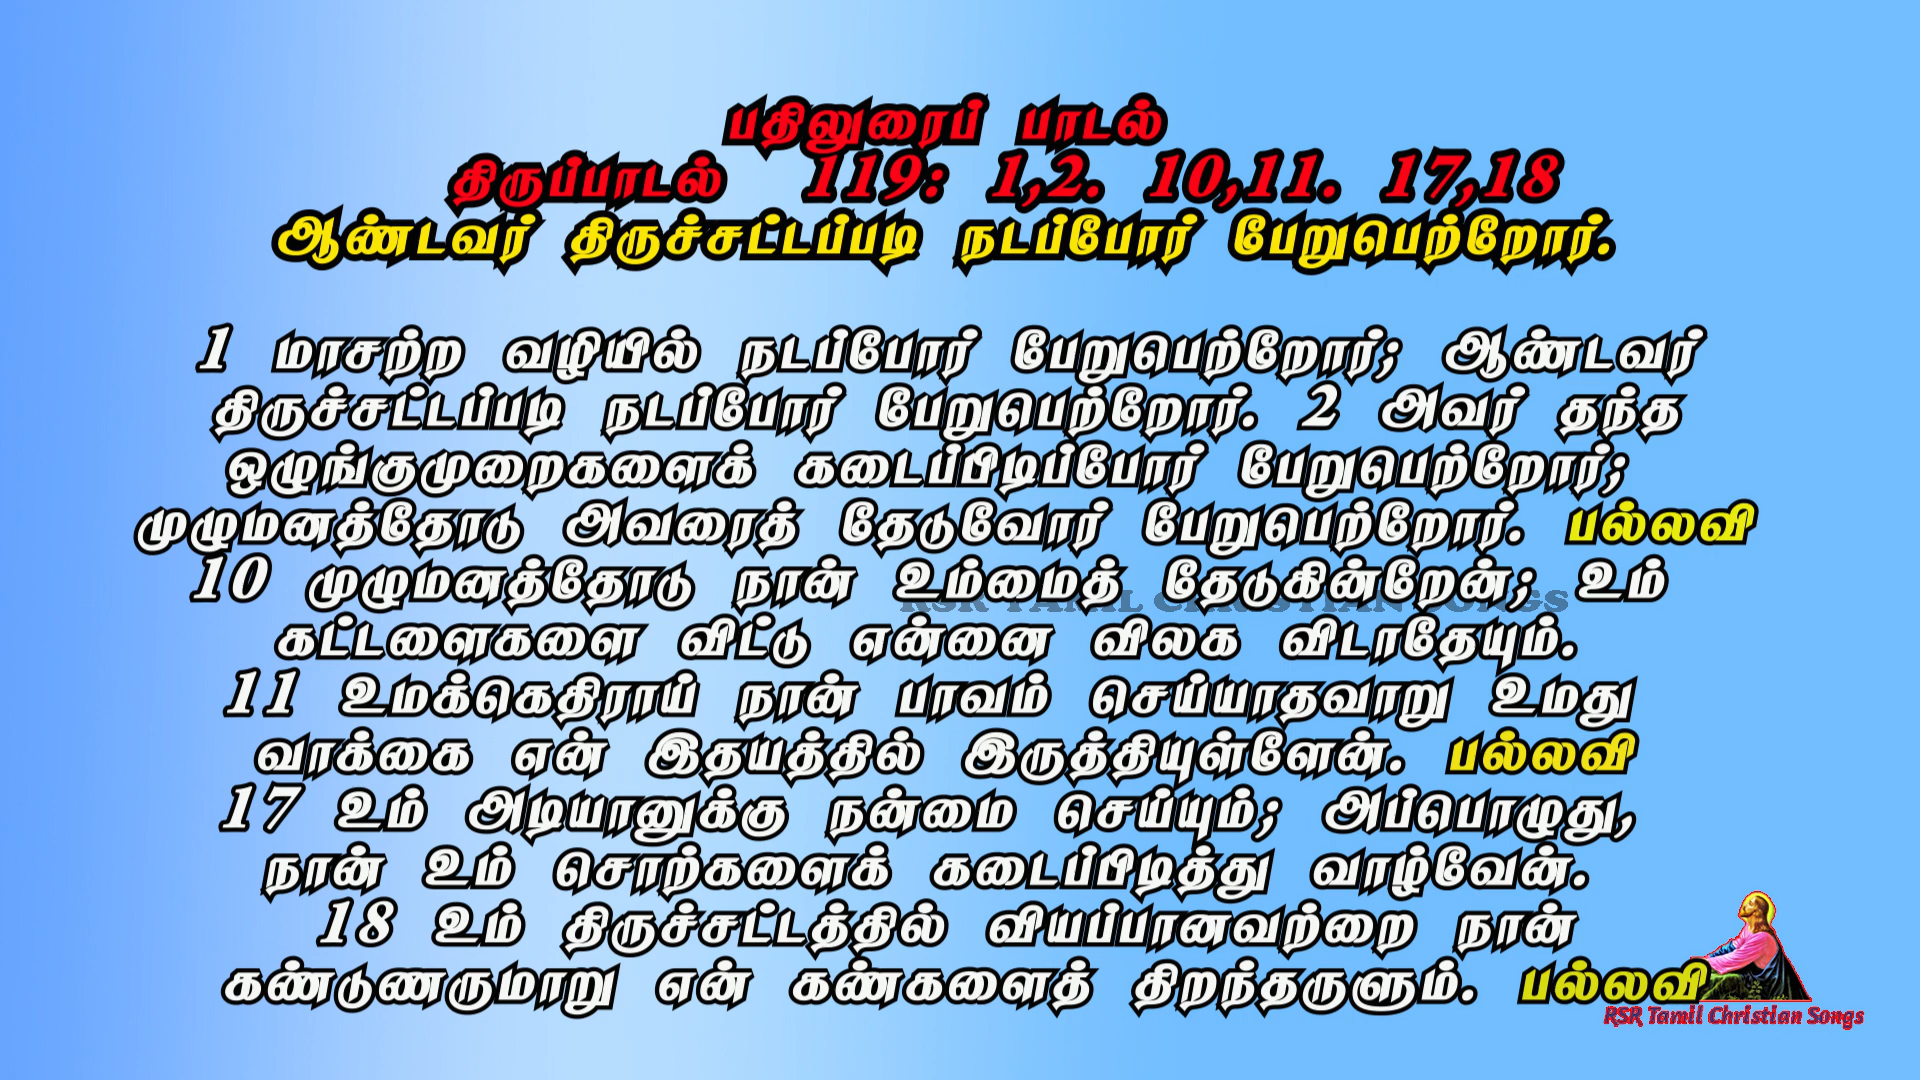 பதிலுரைப் பாடல்
திருப்பாடல் 119: 1,2. 10,11. 17,18
ஆண்டவர் திருச்சட்டப்படி நடப்போர் பேறுபெற்றோர்.
1 மாசற்ற வழியில் நடப்போர் பேறுபெற்றோர்; ஆண்டவர்
திருச்சட்டப்படி நடப்போர் பேறுபெற்றோர். 2 அவர் தந்த
ஒழுங்குமுறைகளைக் கடைப்பிடிப்போர் பேறுபெற்றோர்;
முழுமனத்தோடு அவரைத் தேடுவோர் பேறுபெற்றோர். பல்லவி
10 முழுமனத்தோடு நான் உம்மைத் தேடுகின்றேன்; உம்
RSR TAMIL CHRISTIAN SONGS
கட்டளைகளை விட்டு என்னை விலக விடாதேயும்.
11 உமக்கெதிராய் நான் பாவம் செய்யாதவாறு உமது
வாக்கை என் இதயத்தில் இருத்தியுள்ளேன். பல்லவி
17 உம் அடியானுக்கு நன்மை செய்யும்; அப்பொழுது,
நான் உம் சொற்களைக் கடைப்பிடித்து வாழ்வேன்.
18 உம் திருச்சட்டத்தில் வியப்பானவற்றை நான்
கண்டுணருமாறு என் கண்களைத் திறந்தருளும். பல்லவி
RSR Tamil Christian Songs